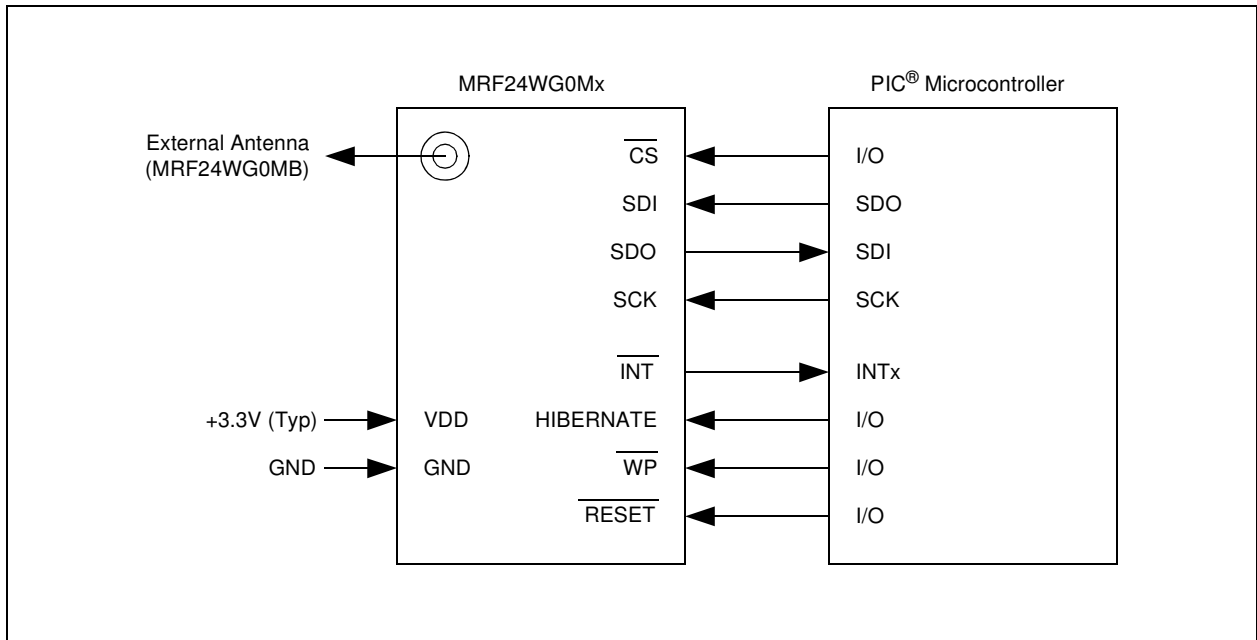 MRF24WG0Mx
PIC® Microcontroller
External Antenna
(MRF24WG0MB)
CS
I/O
SDI
SDO
SDO
SDI
SCK
SCK
INT
INTx
+3.3V (Typ)
VDD
HIBERNATE
I/O
GND
GND
WP
I/O
RESET
I/O